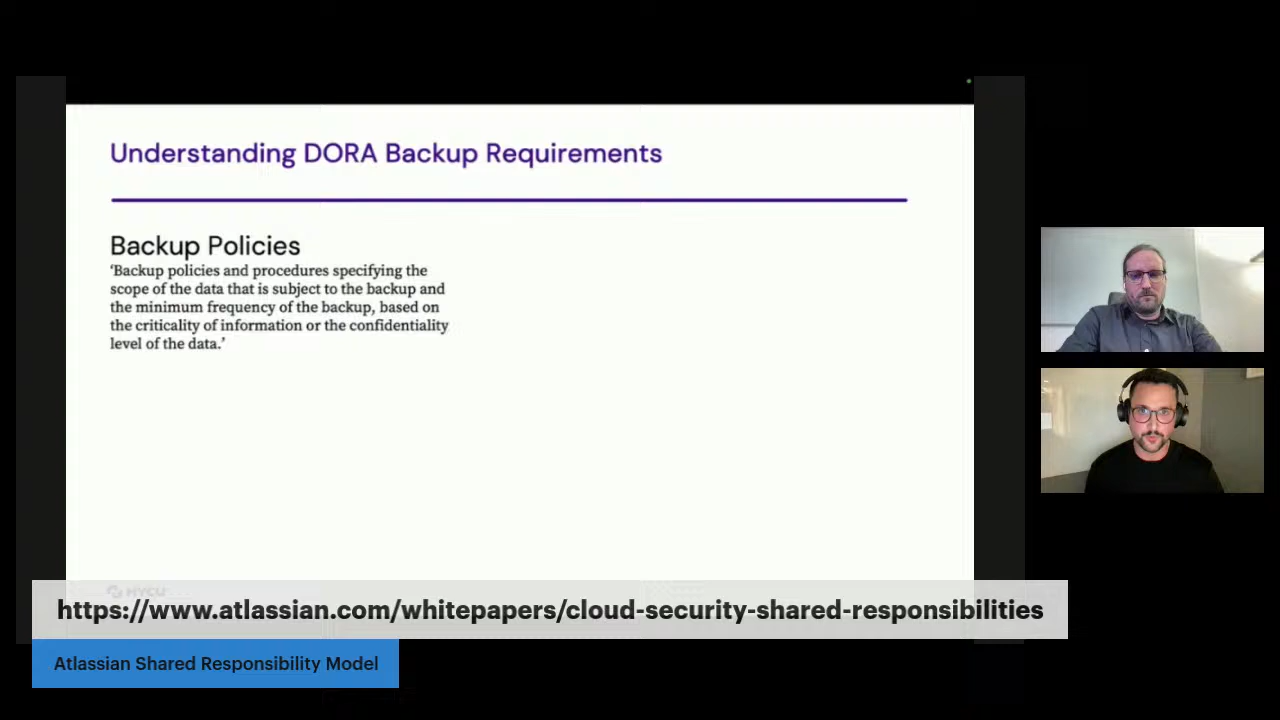 Understanding DORA Backup Requirements
Backup Policies
‘Backup policies and procedures specifying the
scope of the data that is subject to the backup and
the minimum frequency of the backup, based on
the criticality of information or the confidentiality
level of the data.’
HYCU
https://www.atlassian.com/whitepapers/cloud-security-shared-responsibilities
Atlassian Shared Responsibility Model